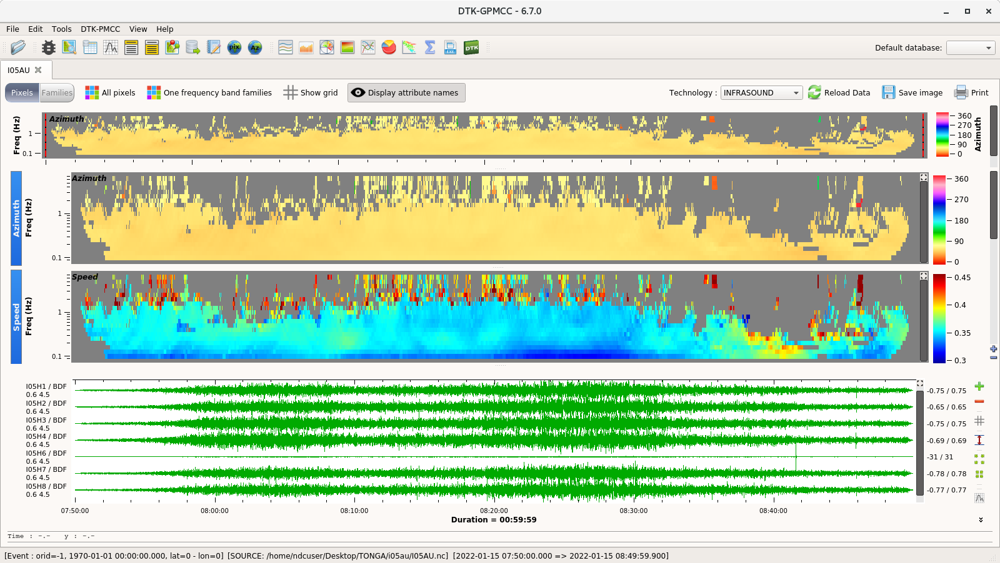 DTK-GPMCC - 6.7.0
File Edit Tools DTK-PMCC View Help
pix Az EXE DTK Default database:
I05AU
Pixels Families All pixels One frequency band families Show grid Display attribute names Technology : INFRASOUND Reload Data Save image Print
Freq (Hz)
1
0.1
Azimuth
360
270
180
90
0
Azimuth
Azimuth
Freq (Hz)
1
0.1
Azimuth
360
270
180
90
0
Speed
Freq (Hz)
1
0.1
Speed
0.45
0.4
0.35
0.3
I05H1 / BDF
0.6 4.5
-0.75 / 0.75
I05H2 / BDF
0.6 4.5
-0.65 / 0.65
I05H3 / BDF
0.6 4.5
-0.75 / 0.75
I05H4 / BDF
0.6 4.5
-0.69 / 0.69
I05H6 / BDF
0.6 4.5
-31 / 31
I05H7 / BDF
0.6 4.5
-0.78 / 0.78
I05H8 / BDF
0.6 4.5
-0.77 / 0.77
07:50:00 08:00:00 08:10:00 08:20:00 08:30:00 08:40:00
Duration = 00:59:59
Time : -.- y : -.-
[Event : orid=-1, 1970-01-01 00:00:00.000, lat=0 - lon=0] [SOURCE: /home/ndcuser/Desktop/TONGA/i05au/I05AU.nc] [2022-01-15 07:50:00.000 => 2022-01-15 08:49:59.900]